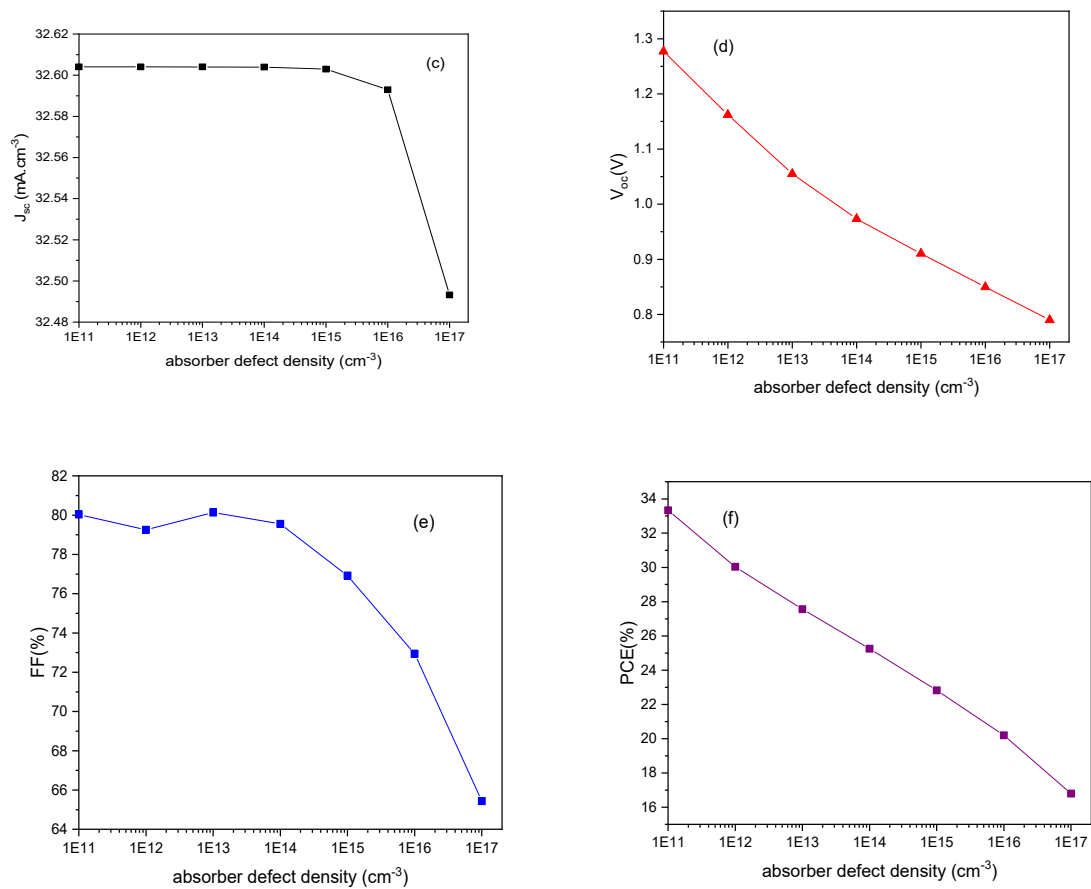 (c)
32.62
32.60
32.58
32.56
32.54
32.52
32.50
32.48
J_sc (mA.cm⁻³)
1E11 1E12 1E13 1E14 1E15 1E16 1E17
absorber defect density (cm⁻³)
(d)
1.3
1.2
1.1
1.0
0.9
0.8
V_oc(V)
1E11 1E12 1E13 1E14 1E15 1E16 1E17
absorber defect density (cm⁻³)
(e)
82
80
78
76
74
72
70
68
66
64
FF(%)
1E11 1E12 1E13 1E14 1E15 1E16 1E17
absorber defect density (cm⁻³)
(f)
34
32
30
28
26
24
22
20
18
16
PCE(%)
1E11 1E12 1E13 1E14 1E15 1E16 1E17
absorber defect density (cm⁻³)